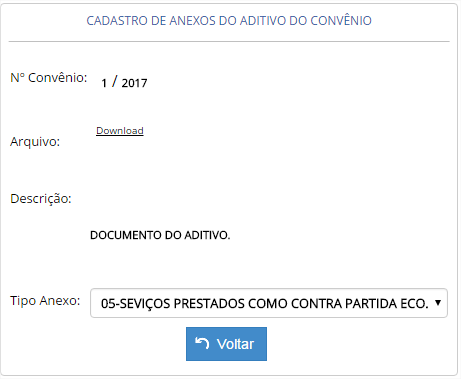 CADASTRO DE ANEXOS DO ADITIVO DO CONVÊNIO
Nº Convênio: 1 / 2017
Arquivo: Download
Descrição:
DOCUMENTO DO ADITIVO.
Tipo Anexo: 05-SEVIÇOS PRESTADOS COMO CONTRA PARTIDA ECO.
Voltar